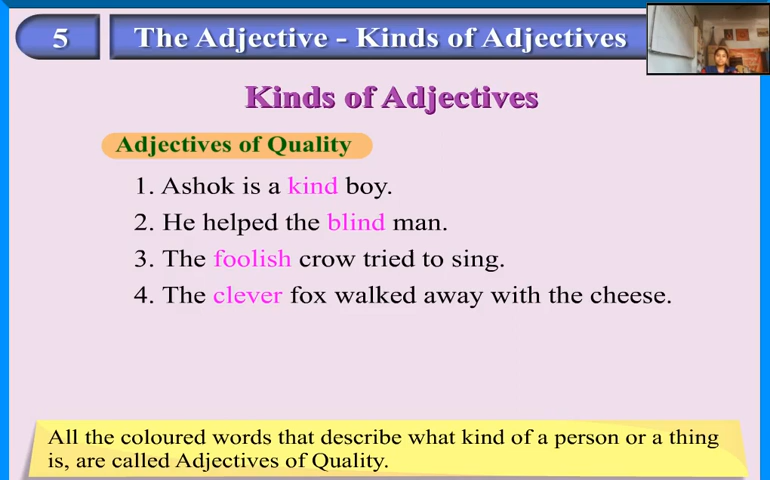 5
The Adjective - Kinds of Adjectives
Kinds of Adjectives
Adjectives of Quality
1. Ashok is a kind boy.
2. He helped the blind man.
3. The foolish crow tried to sing.
4. The clever fox walked away with the cheese.
All the coloured words that describe what kind of a person or a thing
is, are called Adjectives of Quality.